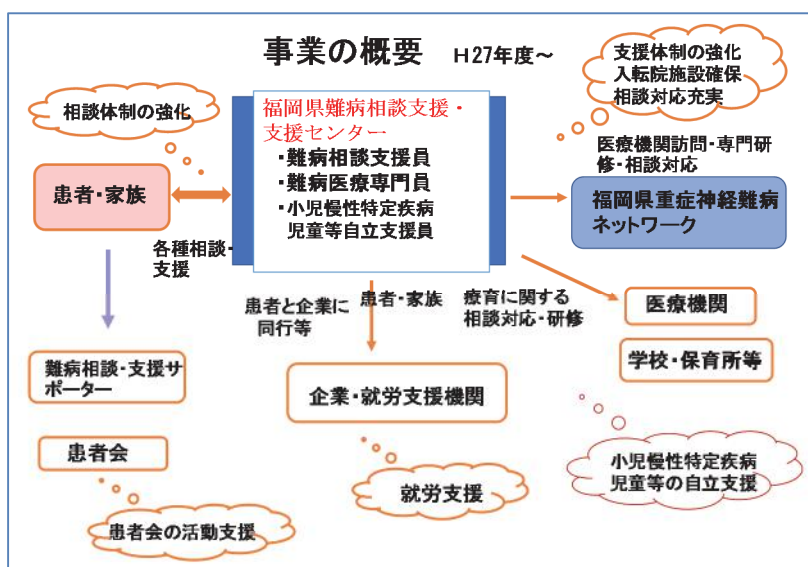 事業の概要 H27年度～
支援体制の強化
入転院施設確保
相談対応充実
相談体制の強化
福岡県難病相談支援・
支援センター
・難病相談支援員
・難病医療専門員
・小児慢性特定疾病
児童等自立支援員
医療機関訪問・専門研
修・相談対応
患者・家族
福岡県重症神経難病
ネットワーク
各種相談・
支援
患者と企業に
同行等
患者・家族
療育に関する
相談対応・研修
医療機関
学校・保育所等
難病相談・支援サ
ポーター
企業・就労支援機関
患者会
就労支援
小児慢性特定疾病
児童等の自立支援
患者会の活動支援